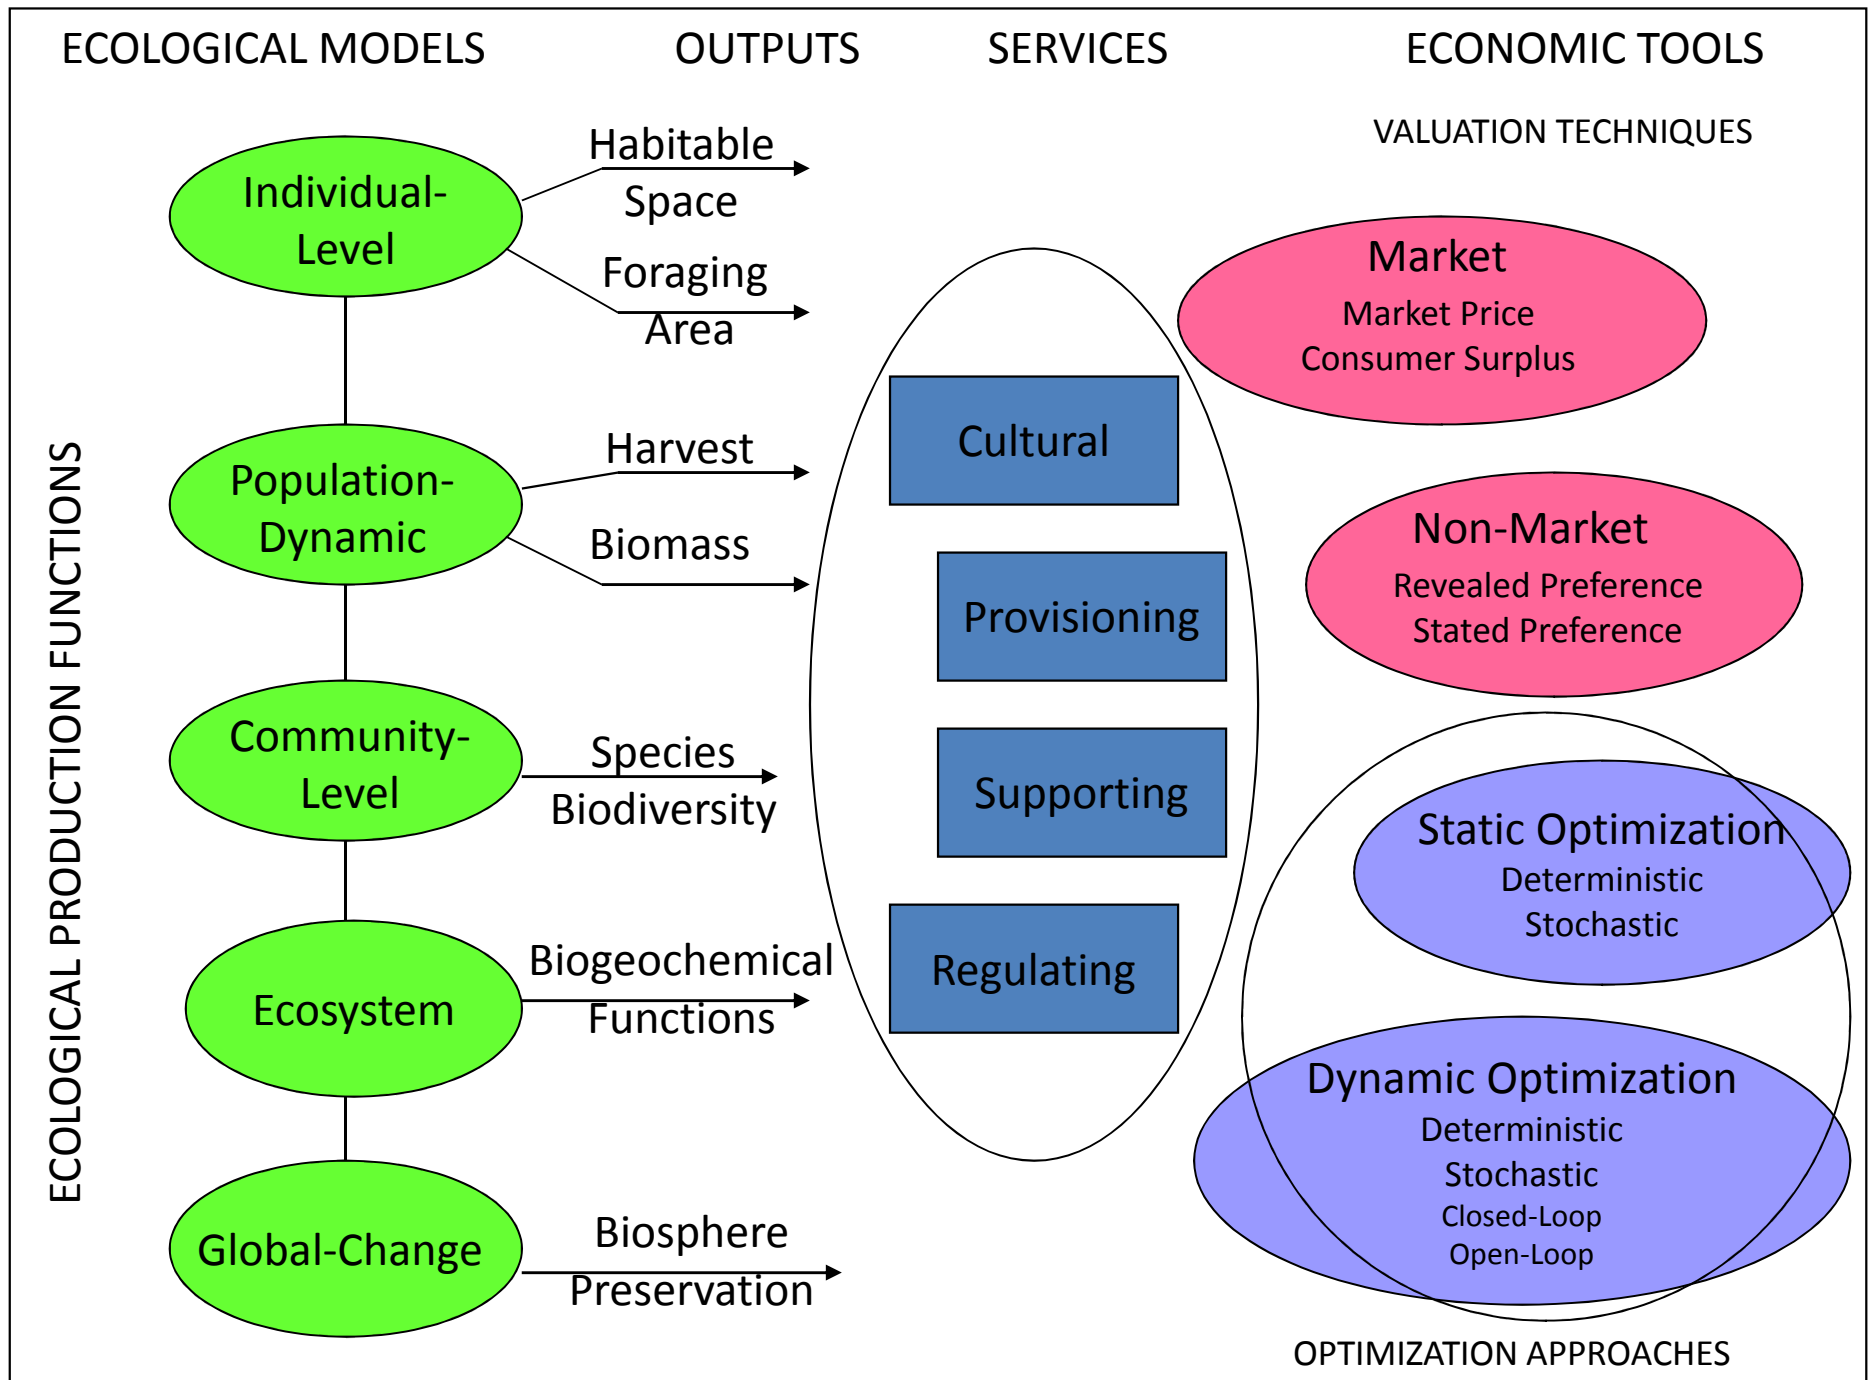 ECOLOGICAL MODELS
OUTPUTS
SERVICES
ECONOMIC TOOLS
VALUATION TECHNIQUES
ECOLOGICAL PRODUCTION FUNCTIONS
Individual-
Level
Habitable
Space
Foraging
Area
Population-
Dynamic
Harvest
Biomass
Community-
Level
Species
Biodiversity
Ecosystem
Biogeochemical
Functions
Global-Change
Biosphere
Preservation
Cultural
Provisioning
Supporting
Regulating
Market
Market Price
Consumer Surplus
Non-Market
Revealed Preference
Stated Preference
Static Optimization
Deterministic
Stochastic
Dynamic Optimization
Deterministic
Stochastic
Closed-Loop
Open-Loop
OPTIMIZATION APPROACHES